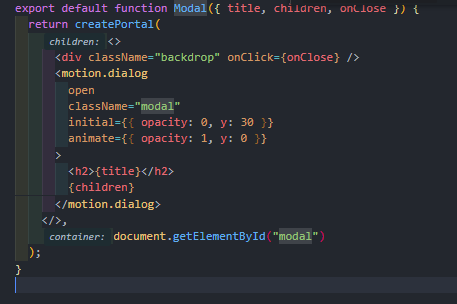 export default function Modal({ title, children, onClose }) {
return createPortal(
children: <>
<div className="backdrop" onClick={onClose} />
<motion.dialog
open
className="modal"
initial={{ opacity: 0, y: 30 }}
animate={{ opacity: 1, y: 0 }}
>
<h2>{title}</h2>
{children}
</motion.dialog>
</>,
container: document.getElementById("modal")
);
}